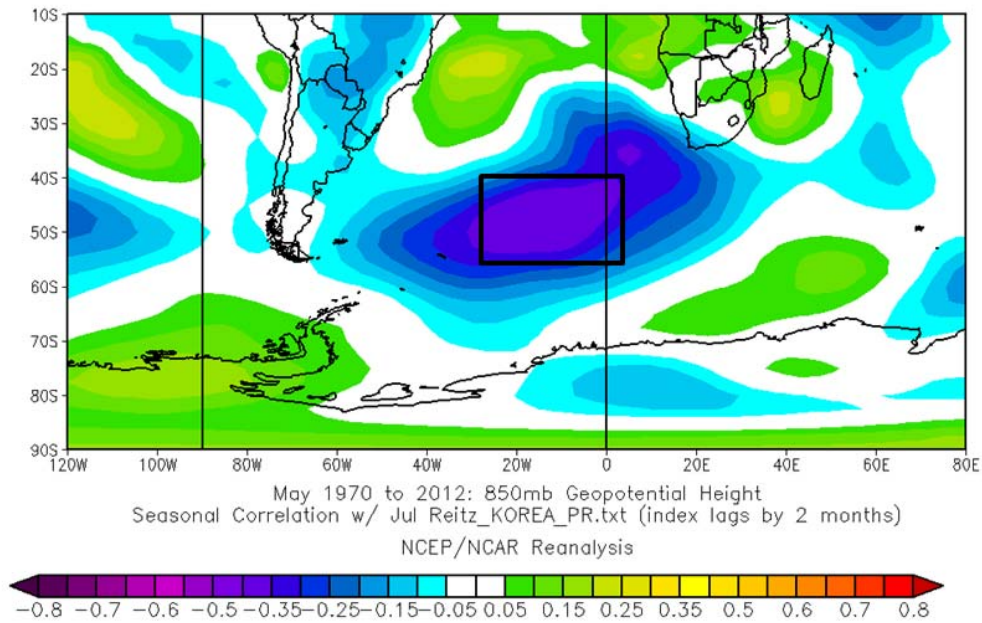 10S
20S
30S
40S
50S
60S
70S
80S
90S
120W 100W 80W 60W 40W 20W 0 20E 40E 60E 80E
May 1970 to 2012: 850mb Geopotential Height
Seasonal Correlation w/ Jul Reitz_KOREA_PR.txt (index lags by 2 months)
NCEP/NCAR Reanalysis
-0.8 -0.7 -0.6 -0.5 -0.35 -0.25 -0.15 -0.05 0.05 0.15 0.25 0.35 0.5 0.6 0.7 0.8